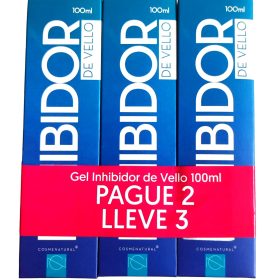 100ml
100ml
100ml
IBIDOR
DE VELLO
IBIDOR
DE VELLO
IBIDOR
DE VELLO
Gel Inhibidor de Vello 100ml
PAGUE 2
LLEVE 3
COSMENATURAL®
COSMENATURAL®
COSMENATURAL®